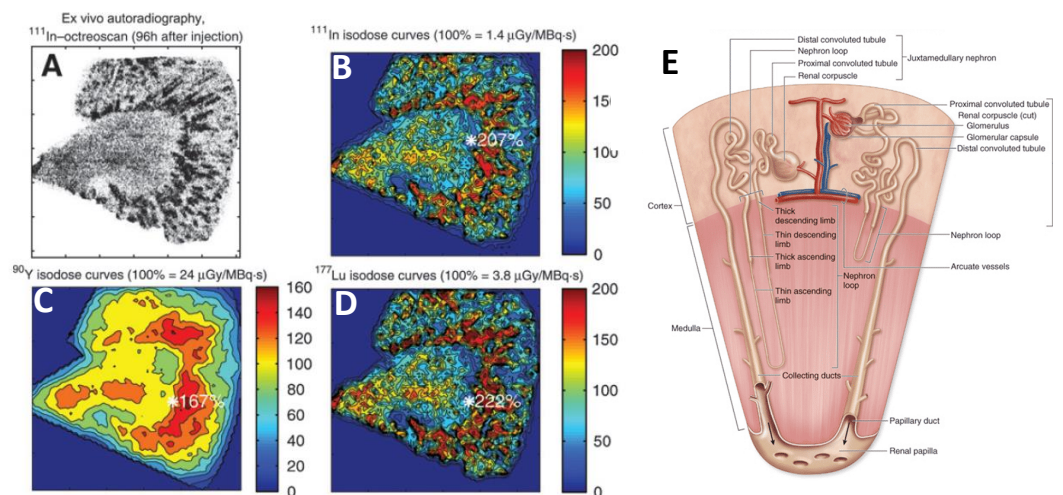 Ex vivo autoradiography,
111In–octreoscan (96h after injection)
A
111In isodose curves (100% = 1.4 μGy/MBq·s)
B
*207%
200
150
100
50
0
90Y isodose curves (100% = 24 μGy/MBq·s)
C
*167%
160
140
120
100
80
60
40
20
0
177Lu isodose curves (100% = 3.8 μGy/MBq·s)
D
*222%
200
150
100
50
0
E
Distal convoluted tubule
Nephron loop
Proximal convoluted tubule
Renal corpuscle
Juxtamedullary nephron
Proximal convoluted tubule
Renal corpuscle (cut)
Glomerulus
Glomerular capsule
Distal convoluted tubule
Cortex
Thick
descending limb
Thin descending
limb
Thick ascending
limb
Thin ascending
limb
Nephron
loop
Nephron loop
Arcuate vessels
Medulla
Collecting ducts
Papillary duct
Renal papilla